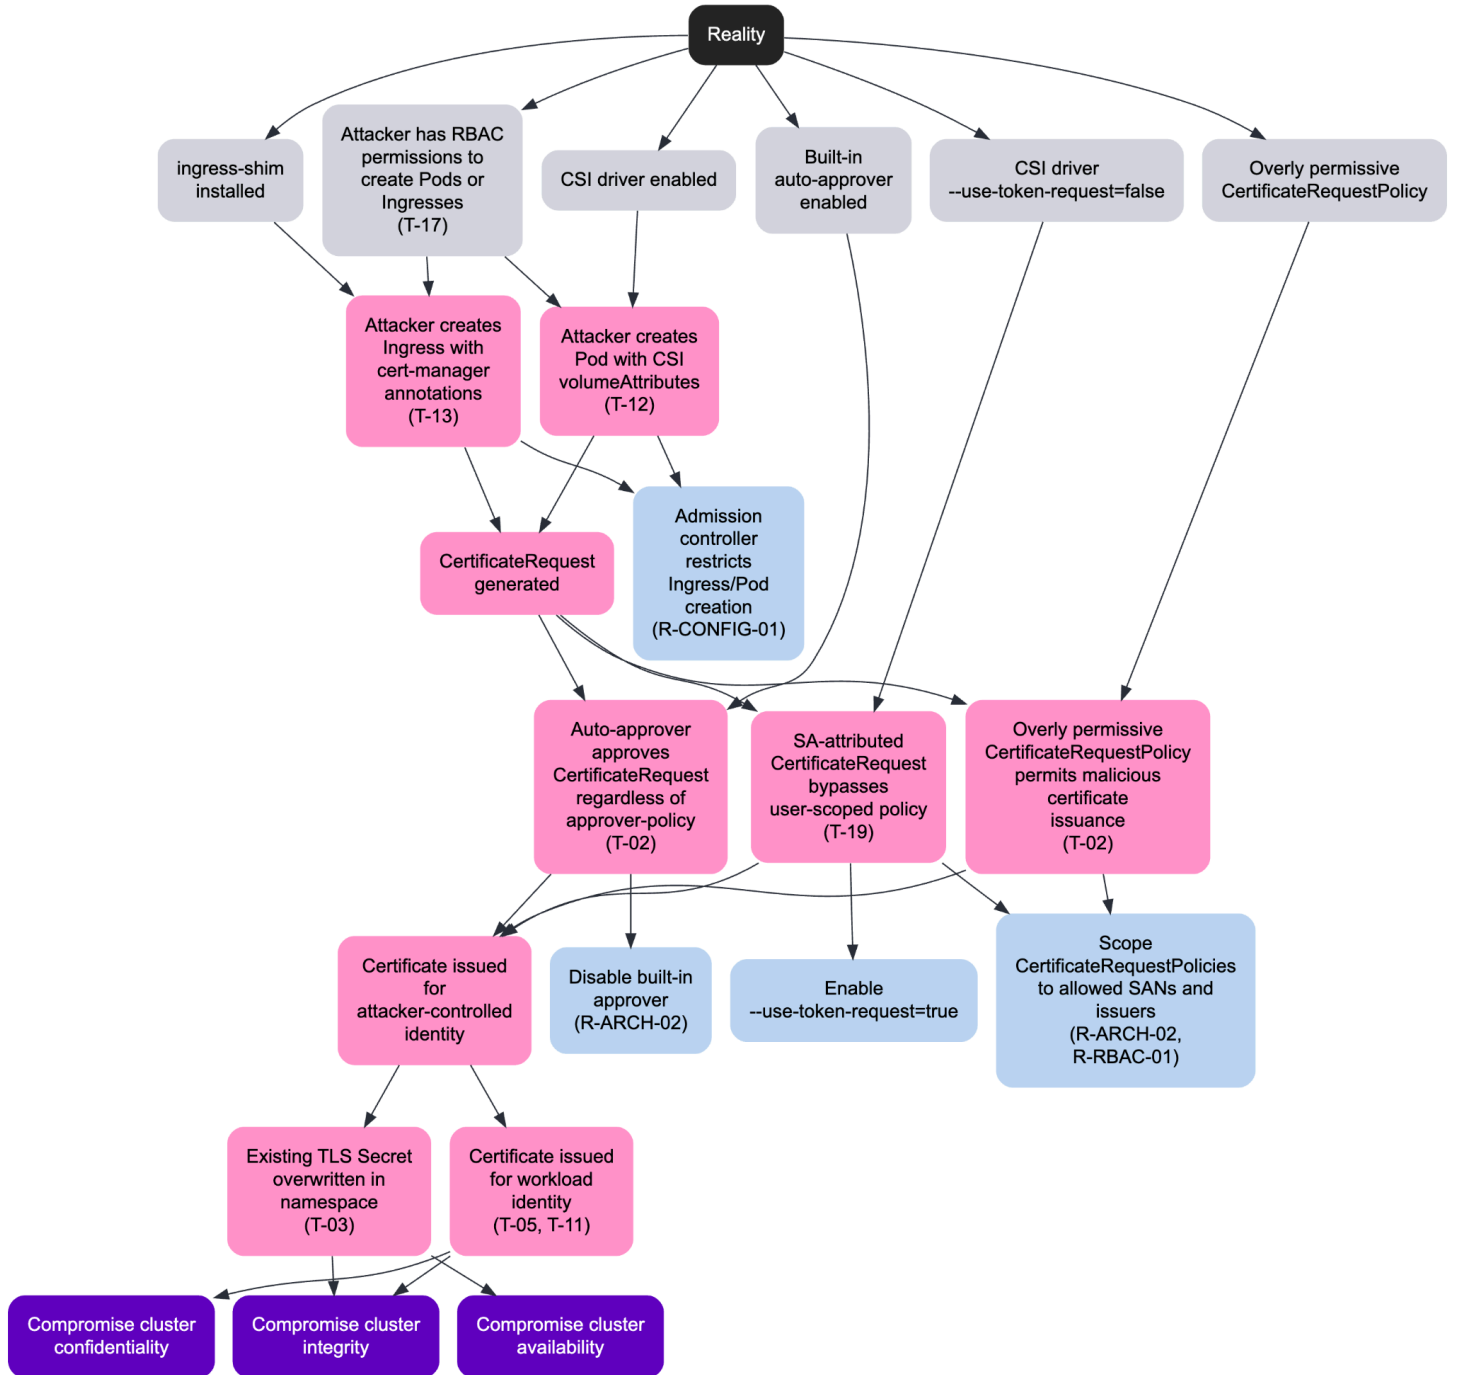 Reality
ingress-shim
installed
Attacker has RBAC
permissions to
create Pods or
Ingresses
(T-17)
CSI driver enabled
Built-in
auto-approver
enabled
CSI driver
--use-token-request=false
Overly permissive
CertificateRequestPolicy
Attacker creates
Ingress with
cert-manager
annotations
(T-13)
Attacker creates
Pod with CSI
volumeAttributes
(T-12)
Admission
controller
restricts
Ingress/Pod
creation
(R-CONFIG-01)
CertificateRequest
generated
Auto-approver
approves
CertificateRequest
regardless of
approver-policy
(T-02)
SA-attributed
CertificateRequest
bypasses
user-scoped policy
(T-19)
Overly permissive
CertificateRequestPolicy
permits malicious
certificate
issuance
(T-02)
Certificate issued
for
attacker-controlled
identity
Disable built-in
approver
(R-ARCH-02)
Enable
--use-token-request=true
Scope
CertificateRequestPolicies
to allowed SANs and
issuers
(R-ARCH-02,
R-RBAC-01)
Existing TLS Secret
overwritten in
namespace
(T-03)
Certificate issued
for workload
identity
(T-05, T-11)
Compromise cluster
confidentiality
Compromise cluster
integrity
Compromise cluster
availability